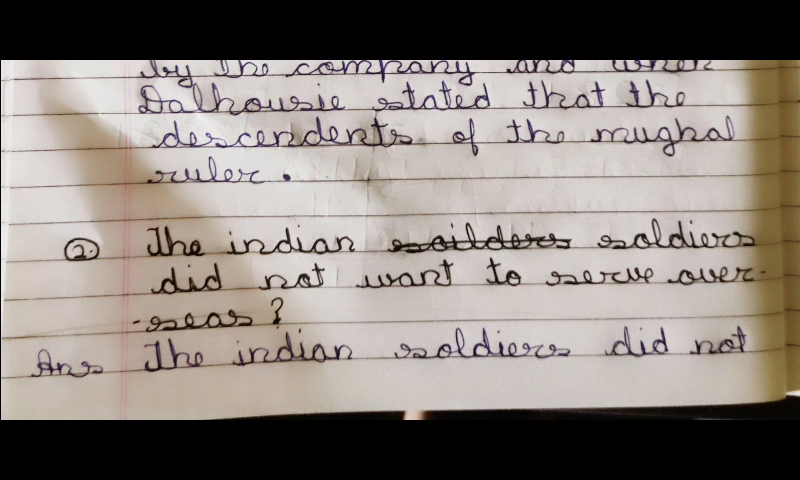 by the company and when
Dalhousie stated that the
descendents of the mughal
ruler.
② The indian soilders soldiers
did not want to serve over-
-seas?
Ans The indian soldiers did not